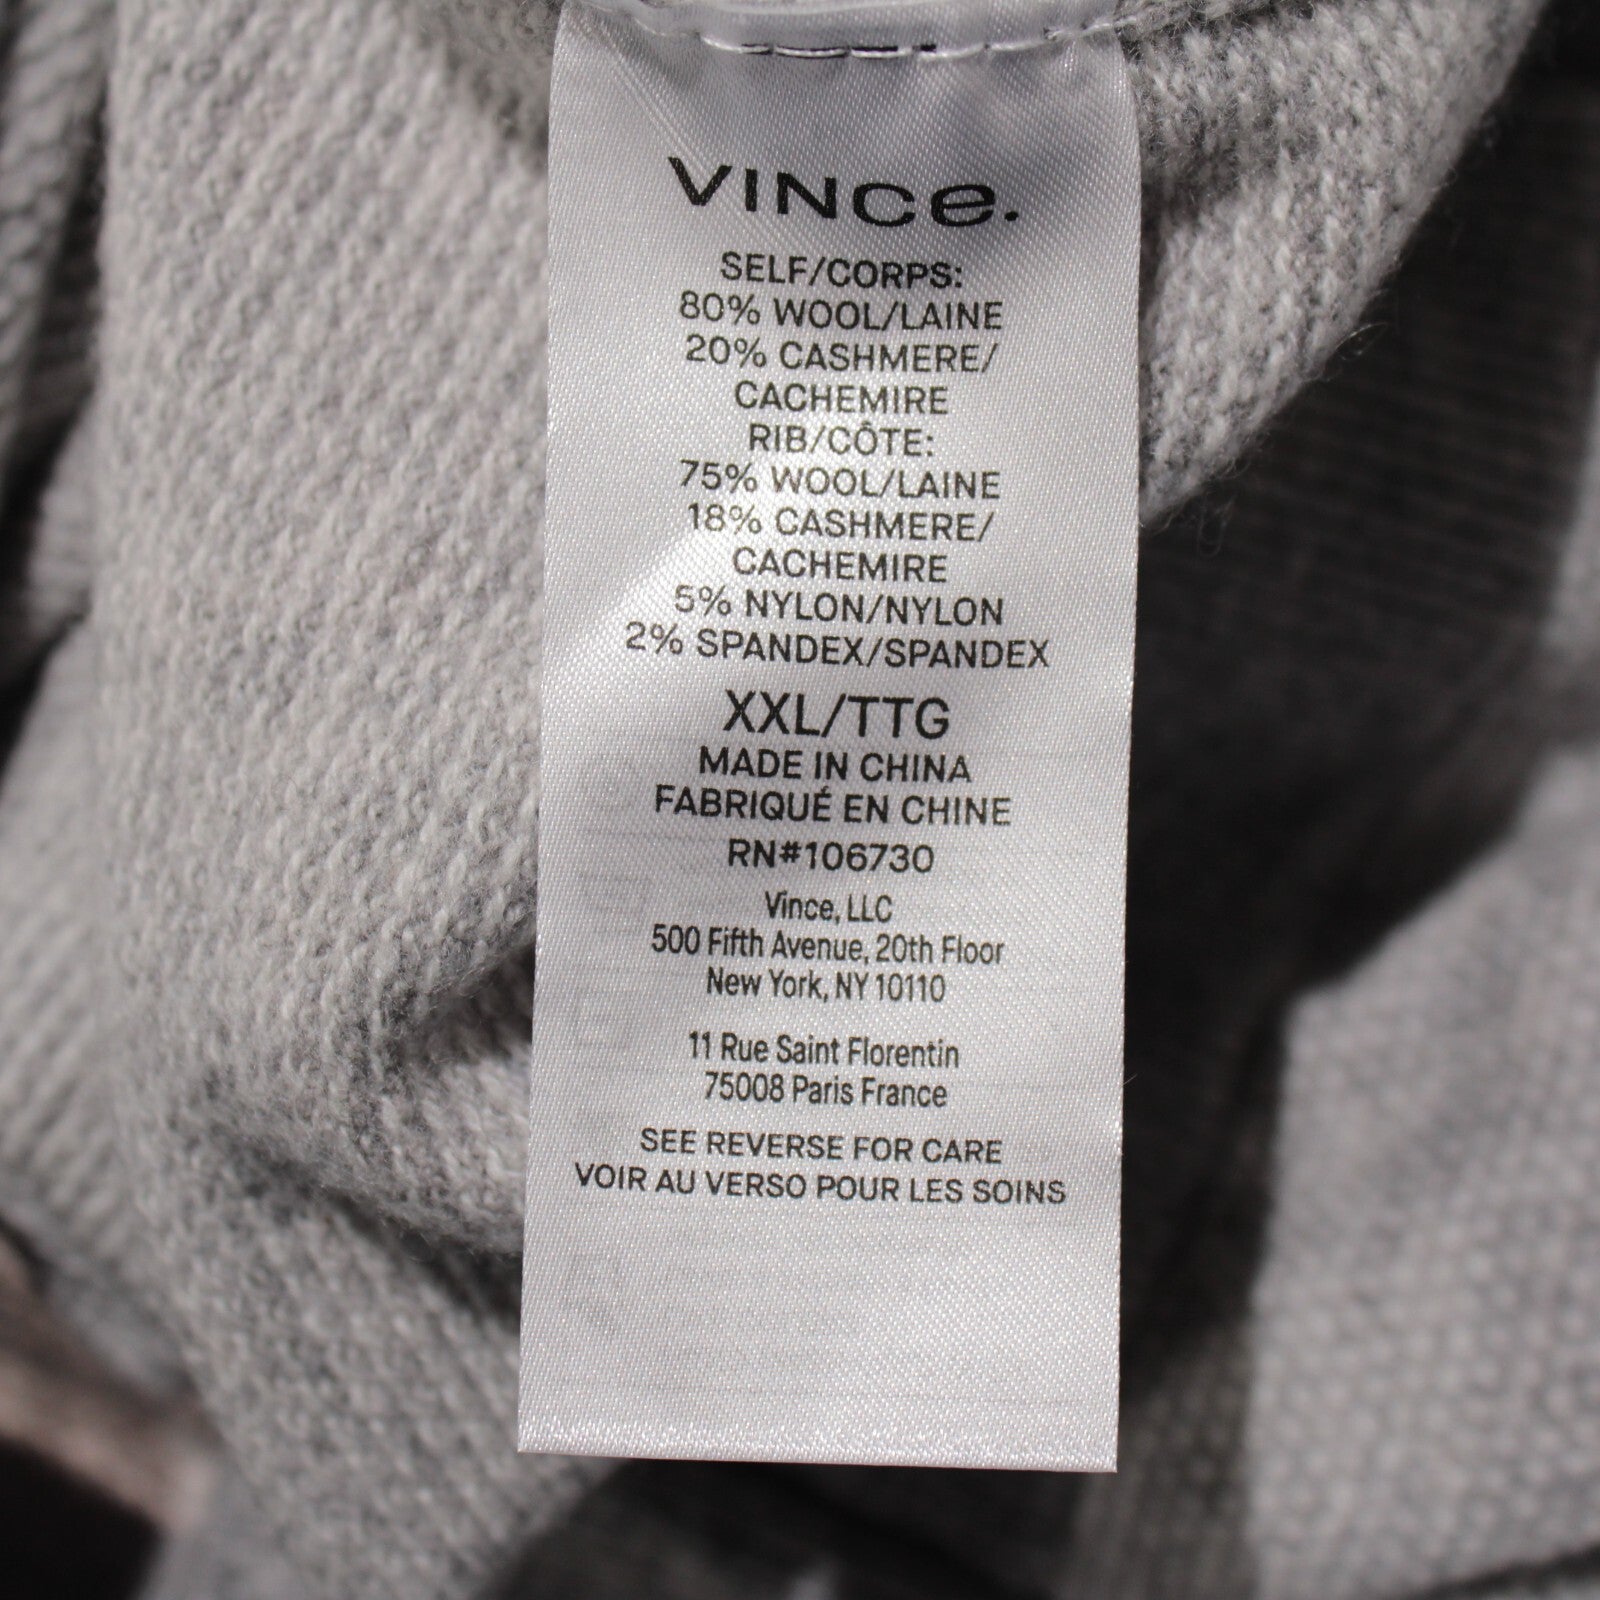 VINCe.
SELF/CORPS:
80% WOOL/LAINE
20% CASHMERE/
CACHEMIRE
RIB/CÔTE:
75% WOOL/LAINE
18% CASHMERE/
CACHEMIRE
5% NYLON/NYLON
2% SPANDEX/SPANDEX
XXL/TTG
MADE IN CHINA
FABRIQUÉ EN CHINE
RN#106730
Vince, LLC
500 Fifth Avenue, 20th Floor
New York, NY 10110
11 Rue Saint Florentin
75008 Paris France
SEE REVERSE FOR CARE
VOIR AU VERSO POUR LES SOINS